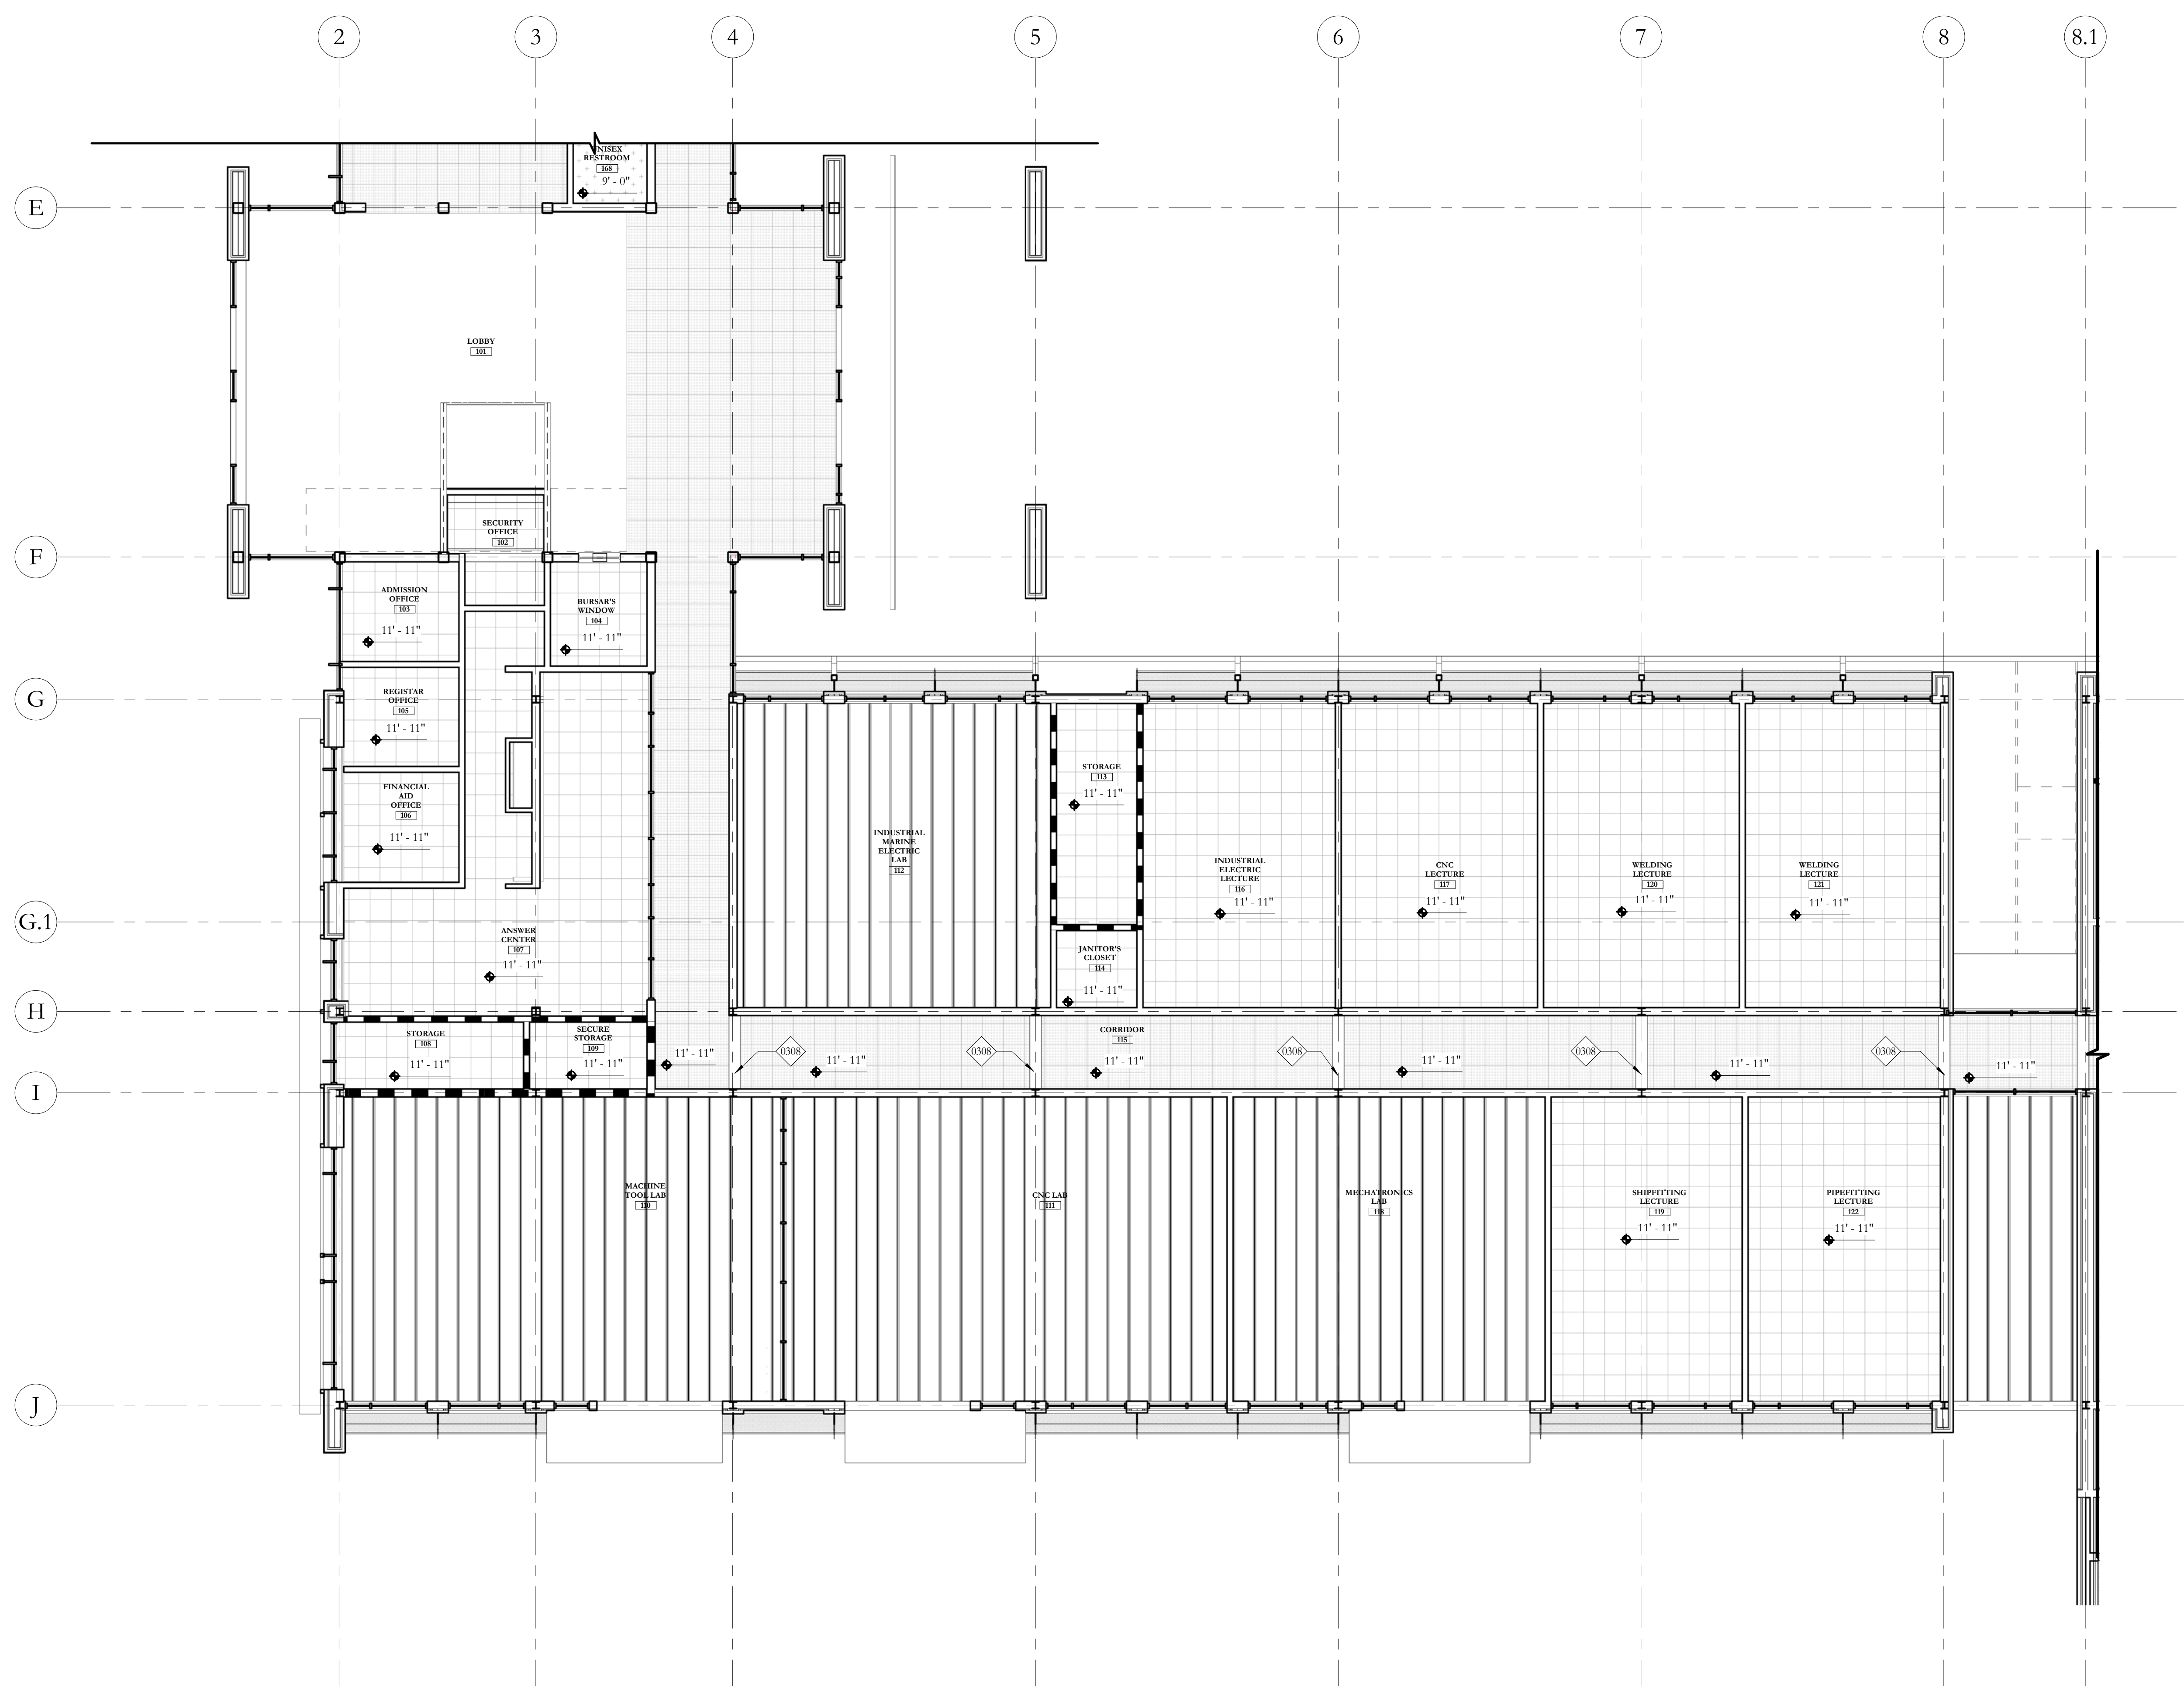 2
3
4
5
6
7
8
8.1
E
F
G
G.1
H
I
J
UNISEX
RESTROOM
168
9' - 0"
LOBBY
101
SECURITY
OFFICE
102
ADMISSION
OFFICE
103
11' - 11"
BURSAR'S
WINDOW
104
11' - 11"
REGISTAR
OFFICE
105
11' - 11"
FINANCIAL
AID
OFFICE
106
11' - 11"
ANSWER
CENTER
107
11' - 11"
STORAGE
108
11' - 11"
SECURE
STORAGE
109
11' - 11"
INDUSTRIAL
MARINE
ELECTRIC
LAB
112
STORAGE
113
11' - 11"
JANITOR'S
CLOSET
114
11' - 11"
INDUSTRIAL
ELECTRIC
LECTURE
116
11' - 11"
CNC
LECTURE
117
11' - 11"
WELDING
LECTURE
120
11' - 11"
WELDING
LECTURE
121
11' - 11"
11' - 11"
0308
11' - 11"
0308
CORRIDOR
115
11' - 11"
0308
11' - 11"
0308
11' - 11"
0308
11' - 11"
MACHINE
TOOL LAB
110
CNC LAB
111
MECHATRONICS
LAB
118
SHIPFITTING
LECTURE
119
11' - 11"
PIPEFITTING
LECTURE
122
11' - 11"